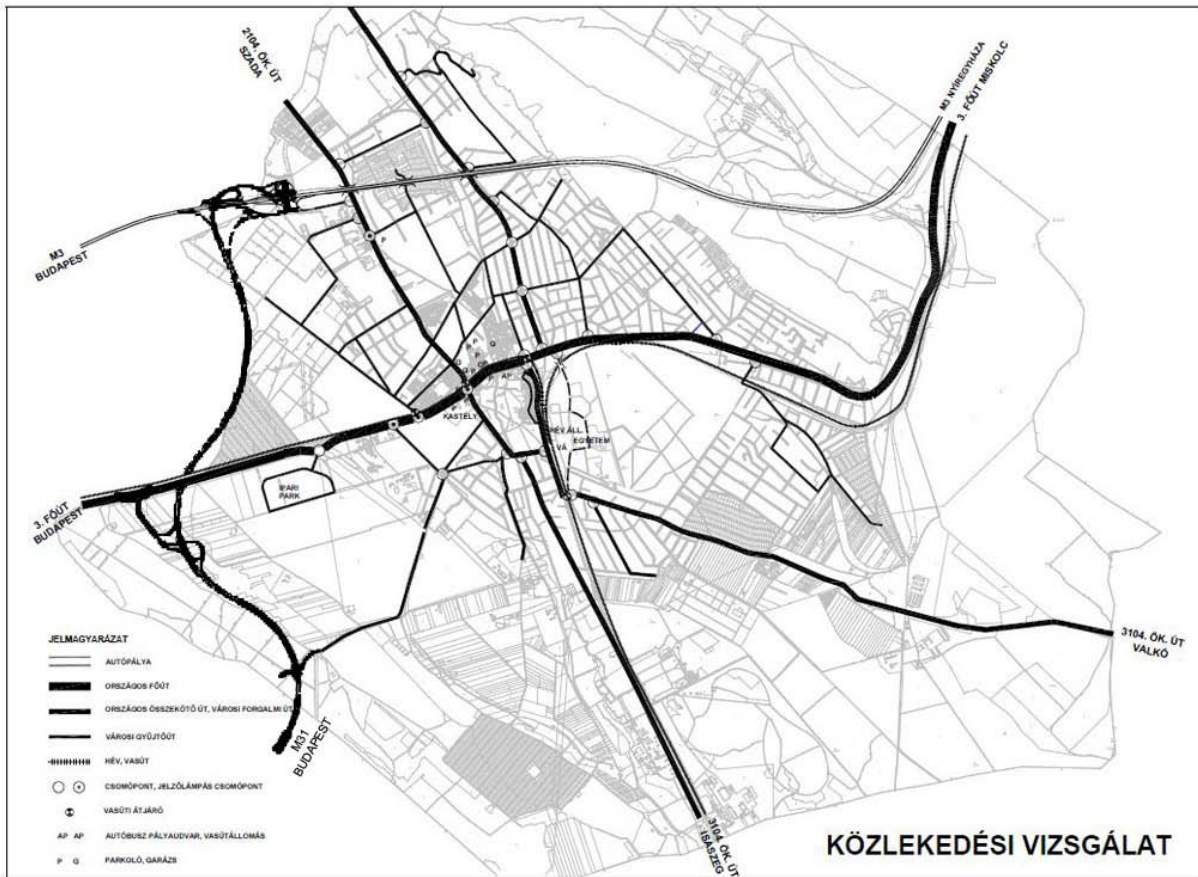 2104. ÖK. ÚT
SZADA
M3 NYÍREGYHÁZA
3. FŐÚT MISKOLC
M3
BUDAPEST
P
KASTÉLY
AP
HÉV ÁLL.
VÁ
EGYETEM
IPARI
PARK
3. FŐÚT
BUDAPEST
M31
BUDAPEST
3104. ÖK. ÚT
VALKÓ
3104. ÖK. ÚT
ISASZEG
JELMAGYARÁZAT
AUTÓPÁLYA
ORSZÁGOS FŐÚT
ORSZÁGOS ÖSSZEKÖTŐ ÚT, VÁROSI FORGALMI ÚT
VÁROSI GYŰJTŐÚT
HÉV, VASÚT
CSOMÓPONT, JELZŐLÁMPÁS CSOMÓPONT
VASÚTI ÁTJÁRÓ
AP AP AUTÓBUSZ PÁLYAUDVAR, VASÚTÁLLOMÁS
P G PARKOLÓ, GARÁZS
KÖZLEKEDÉSI VIZSGÁLAT